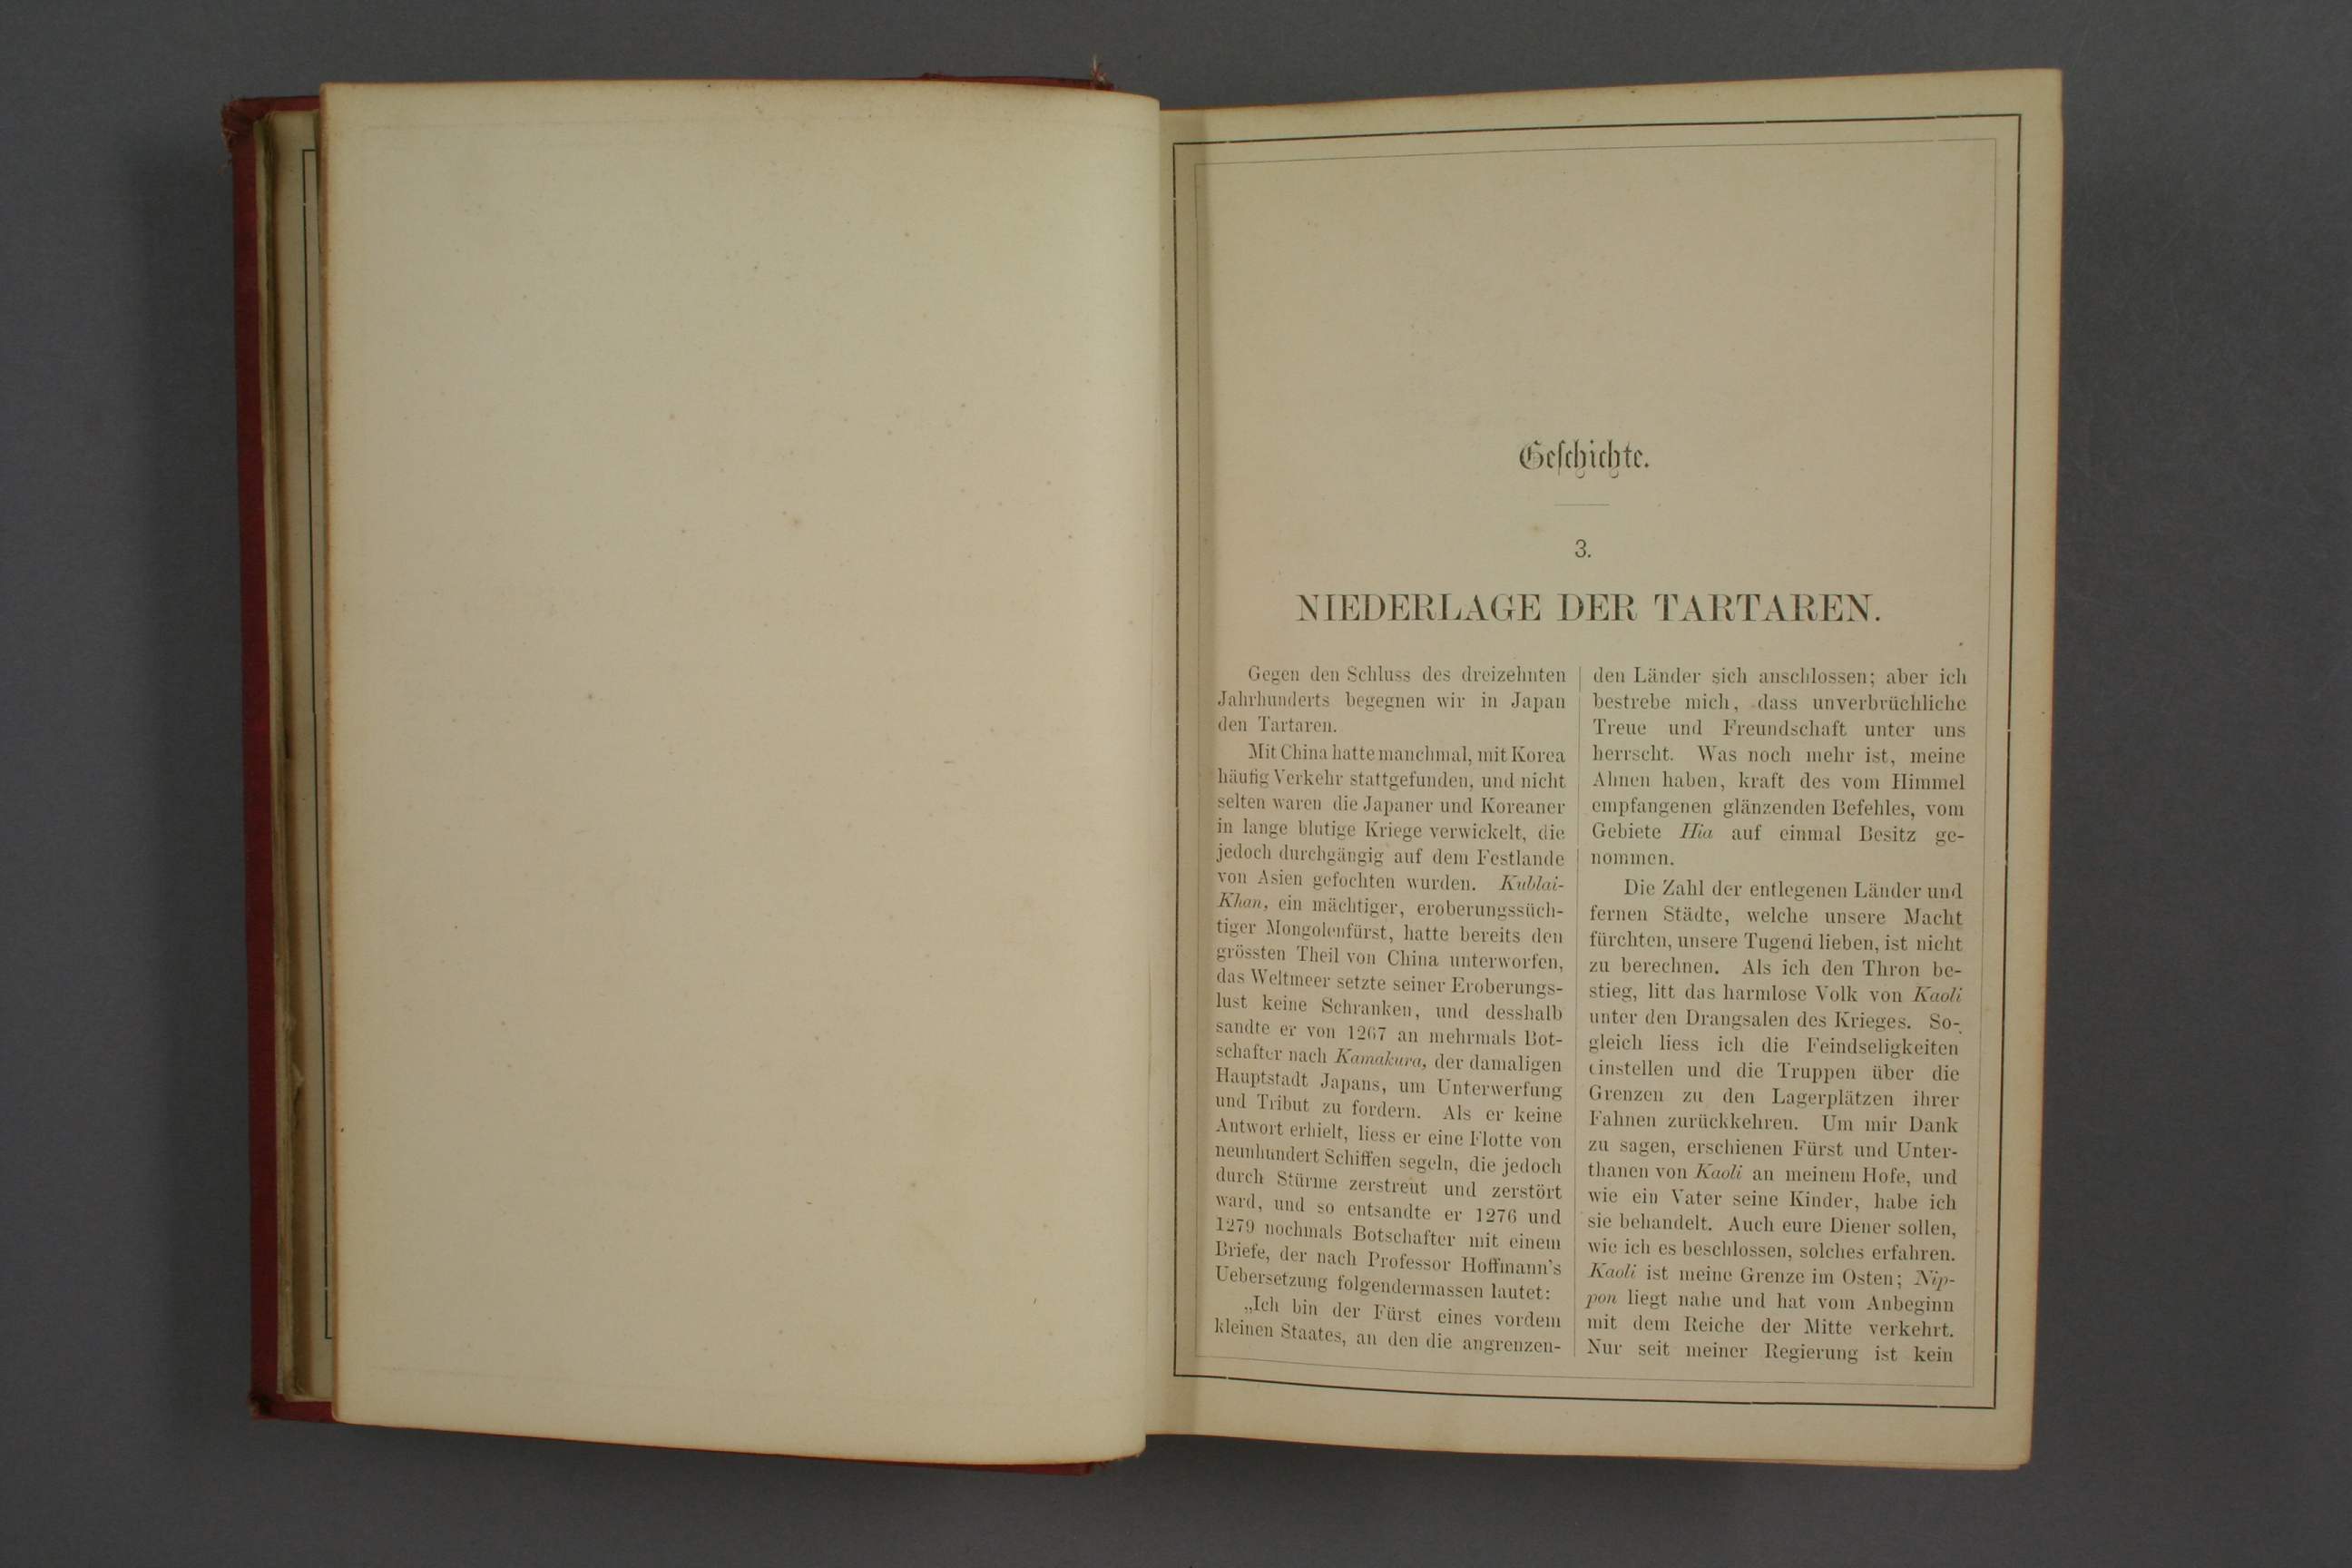 Geſchichte.
3.
NIEDERLAGE DER TARTAREN.
Gegen den Schluss des dreizehnten
Jahrhunderts begegnen wir in Japan
den Tartaren.
Mit China hatte manchmal, mit Korea
häufig Verkehr stattgefunden, und nicht
selten waren die Japaner und Koreaner
in lange blutige Kriege verwickelt, die
jedoch durchgängig auf dem Festlande
von Asien gefochten wurden. Kublai-
Khan, ein mächtiger, eroberungssüch-
tiger Mongolenfürst, hatte bereits den
grössten Theil von China unterworfen,
das Weltmeer setzte seiner Eroberungs-
lust keine Schranken, und desshalb
sandte er von 1267 an mehrmals Bot-
schafter nach Kamakura, der damaligen
Hauptstadt Japans, um Unterwerfung
und Tribut zu fordern. Als er keine
Antwort erhielt, liess er eine Flotte von
neunhundert Schiffen segeln, die jedoch
durch Stürme zerstreut und zerstört
ward, und so entsandte er 1276 und
1279 nochmals Botschafter mit einem
Briefe, der nach Professor Hoffmann's
Uebersetzung folgendermassen lautet:
„Ich bin der Fürst eines vordem
kleinen Staates, an den die angrenzen-
den Länder sich anschlossen; aber ich
bestrebe mich, dass unverbrüchliche
Treue und Freundschaft unter uns
herrscht. Was noch mehr ist, meine
Ahnen haben, kraft des vom Himmel
empfangenen glänzenden Befehles, vom
Gebiete Hia auf einmal Besitz ge-
nommen.
Die Zahl der entlegenen Länder und
fernen Städte, welche unsere Macht
fürchten, unsere Tugend lieben, ist nicht
zu berechnen. Als ich den Thron be-
stieg, litt das harmlose Volk von Kaoli
unter den Drangsalen des Krieges. So-
gleich liess ich die Feindseligkeiten
einstellen und die Truppen über die
Grenzen zu den Lagerplätzen ihrer
Fahnen zurückkehren. Um mir Dank
zu sagen, erschienen Fürst und Unter-
thanen von Kaoli an meinem Hofe, und
wie ein Vater seine Kinder, habe ich
sie behandelt. Auch eure Diener sollen,
wie ich es beschlossen, solches erfahren.
Kaoli ist meine Grenze im Osten; Nip-
pon liegt nahe und hat vom Anbeginn
mit dem Reiche der Mitte verkehrt.
Nur seit meiner Regierung ist kein